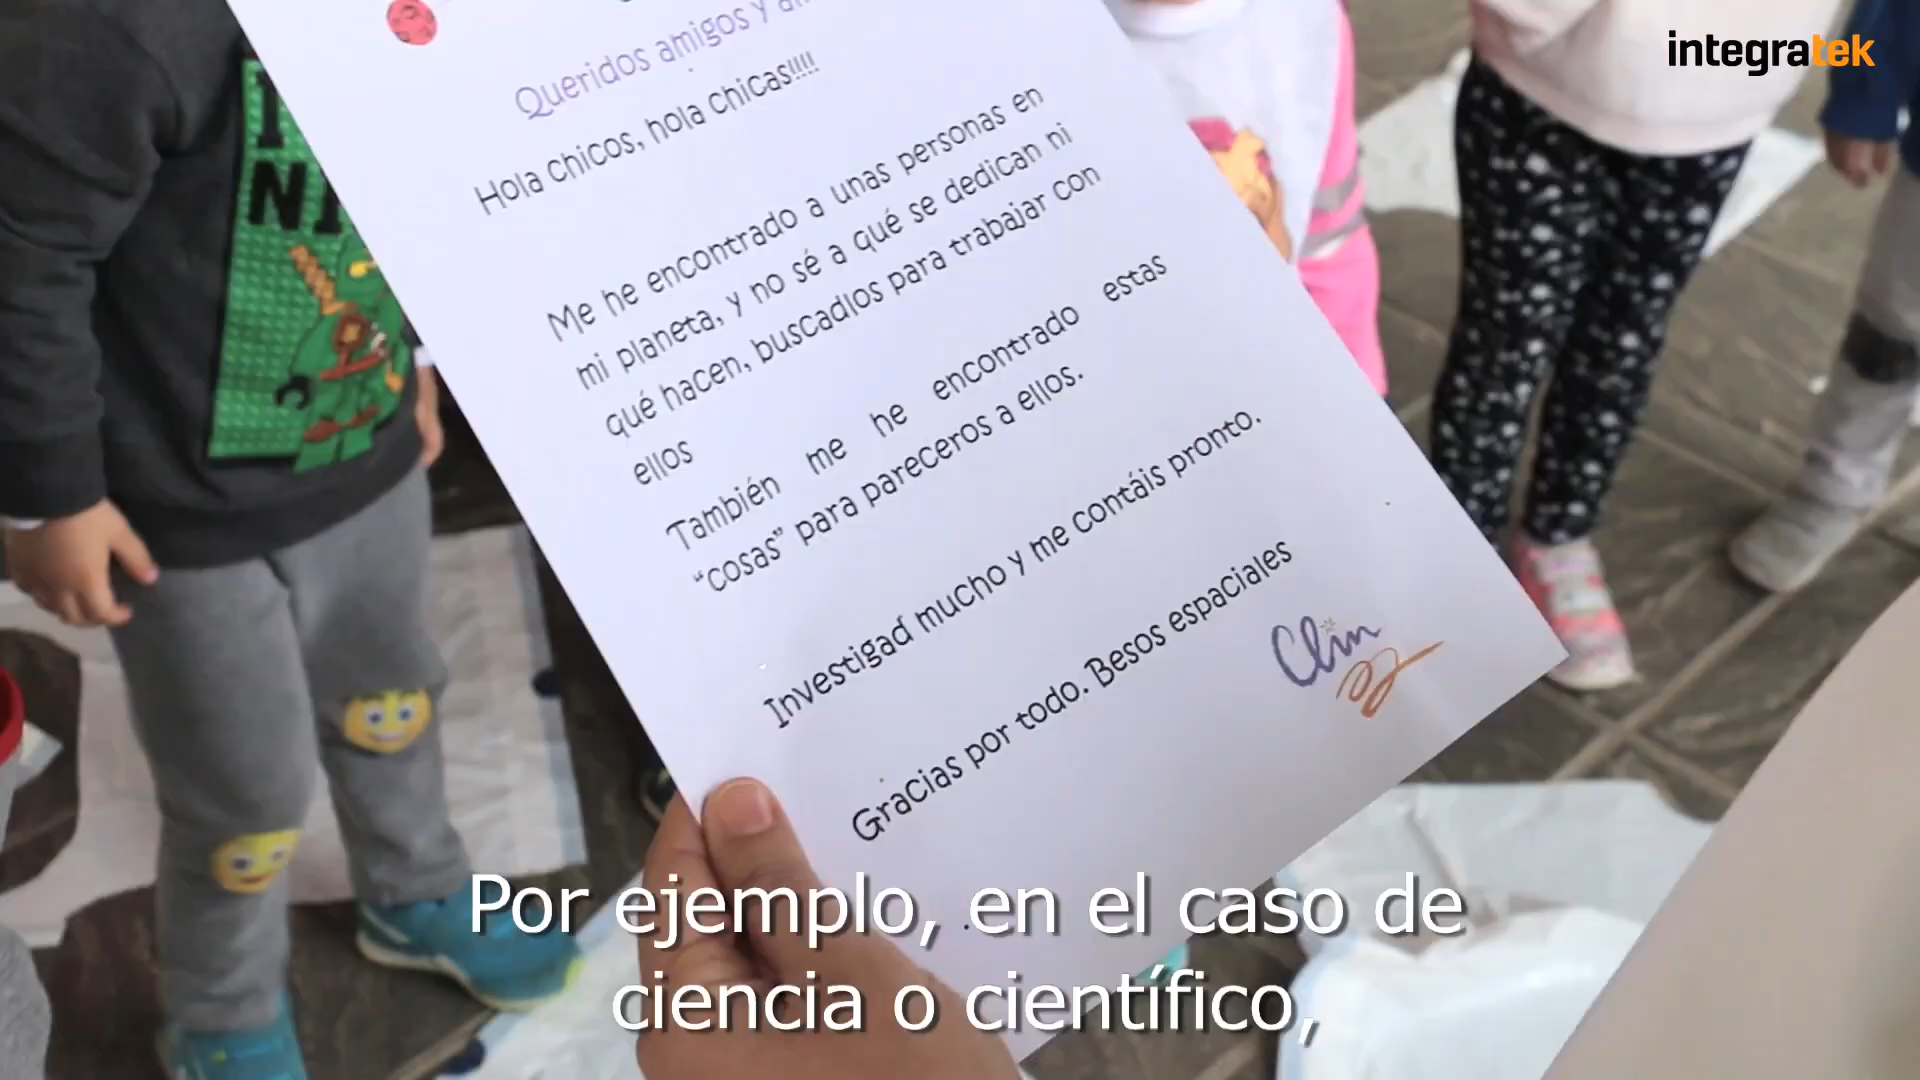 integratek
Queridos amigos y
Hola chicos, hola chicas!!!!!
Me he encontrado a unas personas en
mi planeta, y no sé a qué se dedican ni
qué hacen, buscadlos para trabajar con
ellos
También me he encontrado estas
“cosas” para pareceros a ellos.
Investigad mucho y me contáis pronto.
Gracias por todo. Besos espaciales
Clin
Por ejemplo, en el caso de
ciencia o científico,